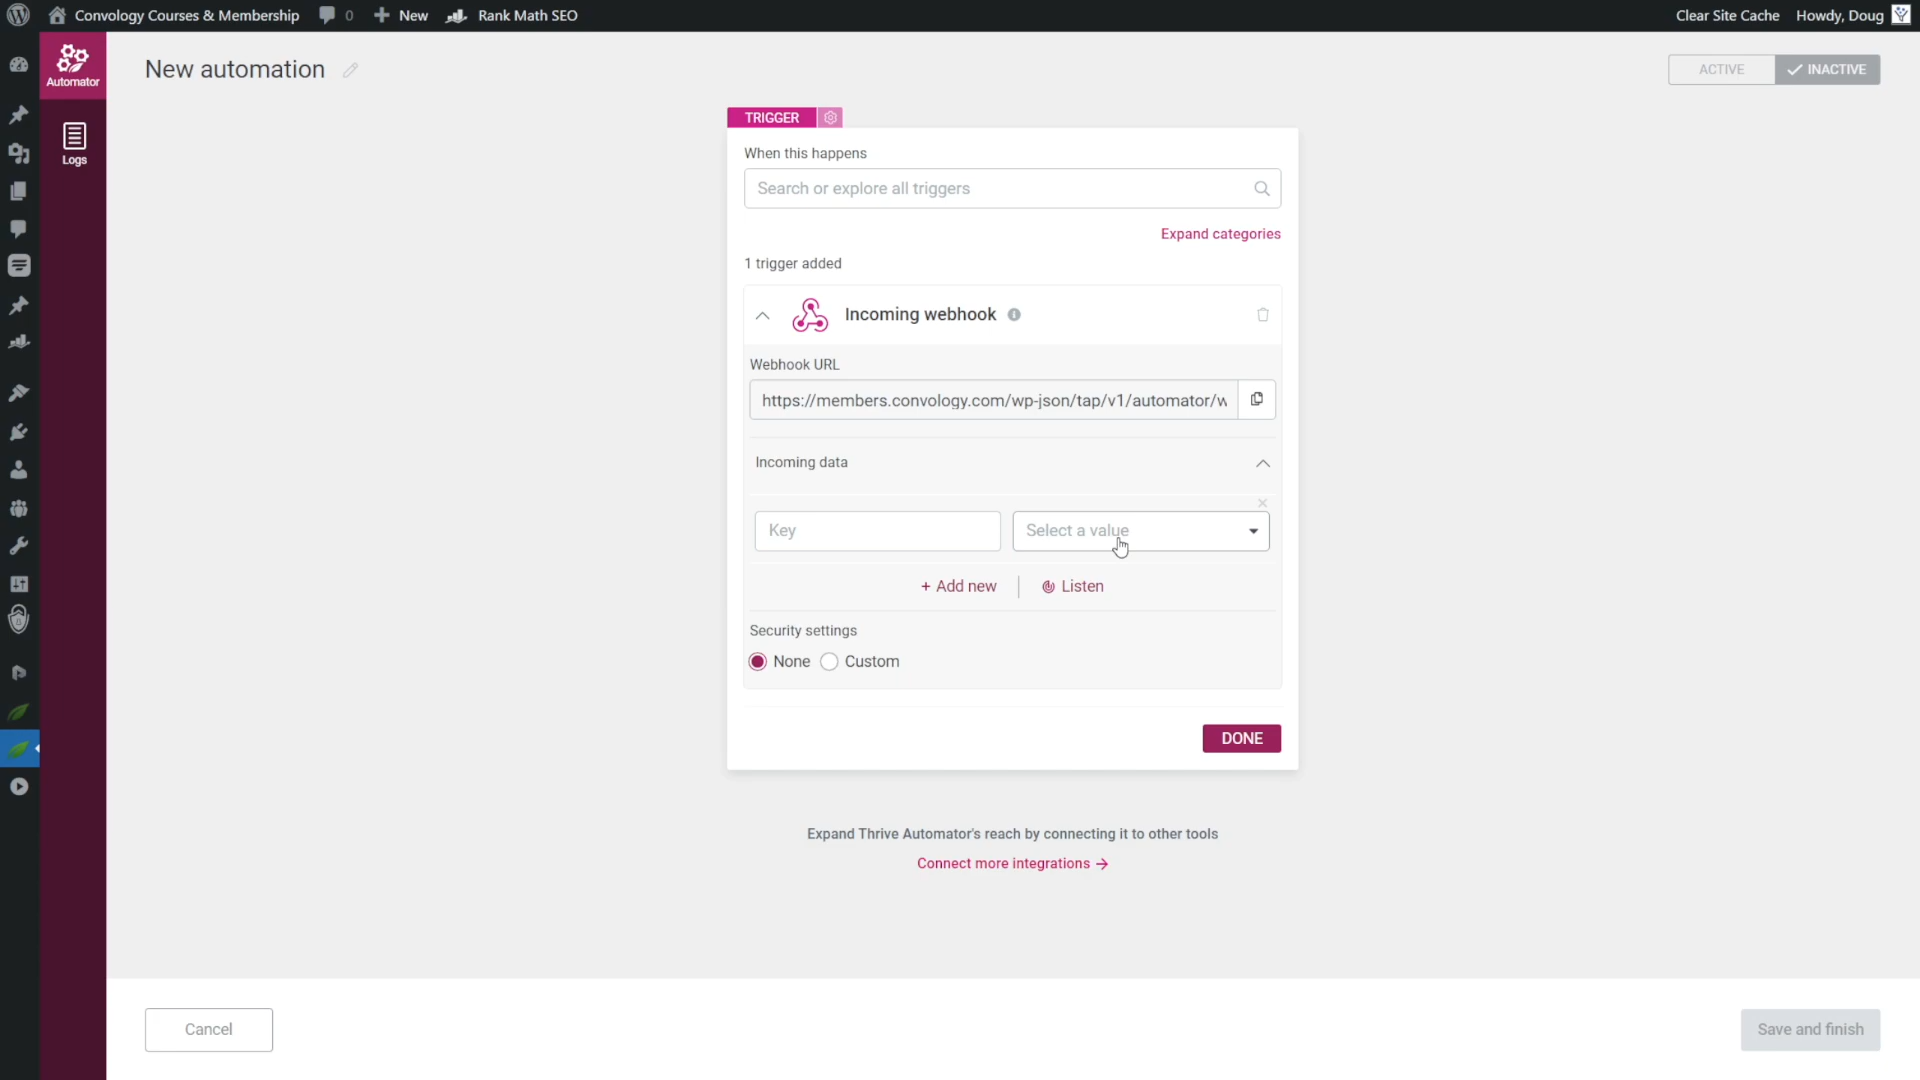 Convology Courses & Membership
0
New
Rank Math SEO
Clear Site Cache
Howdy, Doug
Automator
Logs
New automation
ACTIVE
INACTIVE
TRIGGER
When this happens
Search or explore all triggers
Expand categories
1 trigger added
Incoming webhook
Webhook URL
https://members.convology.com/wp-json/tap/v1/automator/w
Incoming data
Key
Select a value
+ Add new
Listen
Security settings
None
Custom
DONE
Expand Thrive Automator's reach by connecting it to other tools
Connect more integrations →
Cancel
Save and finish